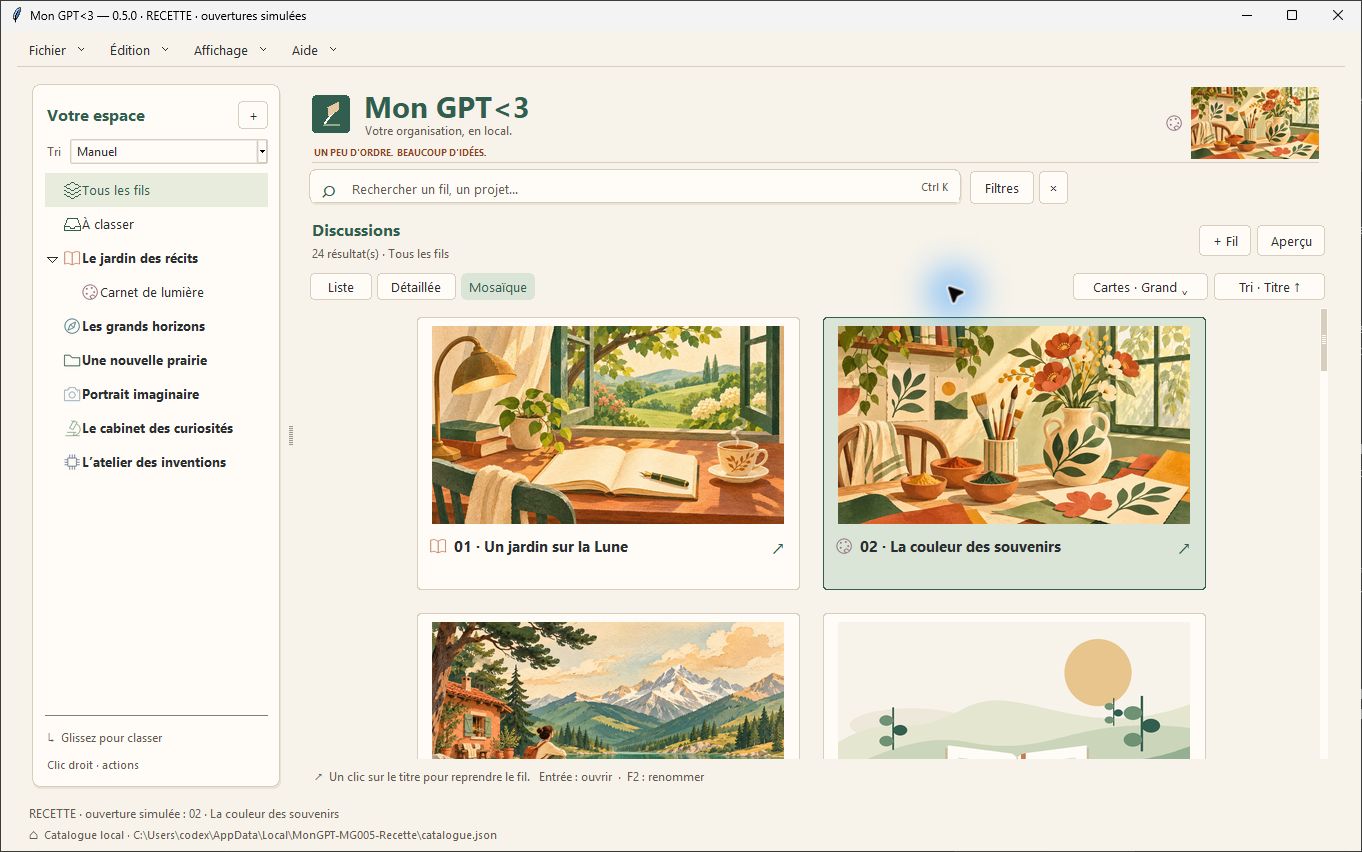 Mon GPT<3 — 0.5.0 · RECETTE · ouvertures simulées
Fichier Édition Affichage Aide
Votre espace +
Tri Manuel
Tous les fils
À classer
Le jardin des récits
Carnet de lumière
Les grands horizons
Une nouvelle prairie
Portrait imaginaire
Le cabinet des curiosités
L’atelier des inventions
Glissez pour classer
Clic droit · actions
Mon GPT<3
Votre organisation, en local.
UN PEU D'ORDRE. BEAUCOUP D'IDÉES.
Rechercher un fil, un projet... Ctrl K Filtres ×
Discussions
24 résultat(s) · Tous les fils
+ Fil Aperçu
Liste Détaillée Mosaïque Cartes · Grand Tri · Titre ↑
01 · Un jardin sur la Lune ↗
02 · La couleur des souvenirs ↗
↗ Un clic sur le titre pour reprendre le fil. Entrée : ouvrir · F2 : renommer
RECETTE · ouverture simulée : 02 · La couleur des souvenirs
⌂ Catalogue local · C:\Users\codex\AppData\Local\MonGPT-MG005-Recette\catalogue.json